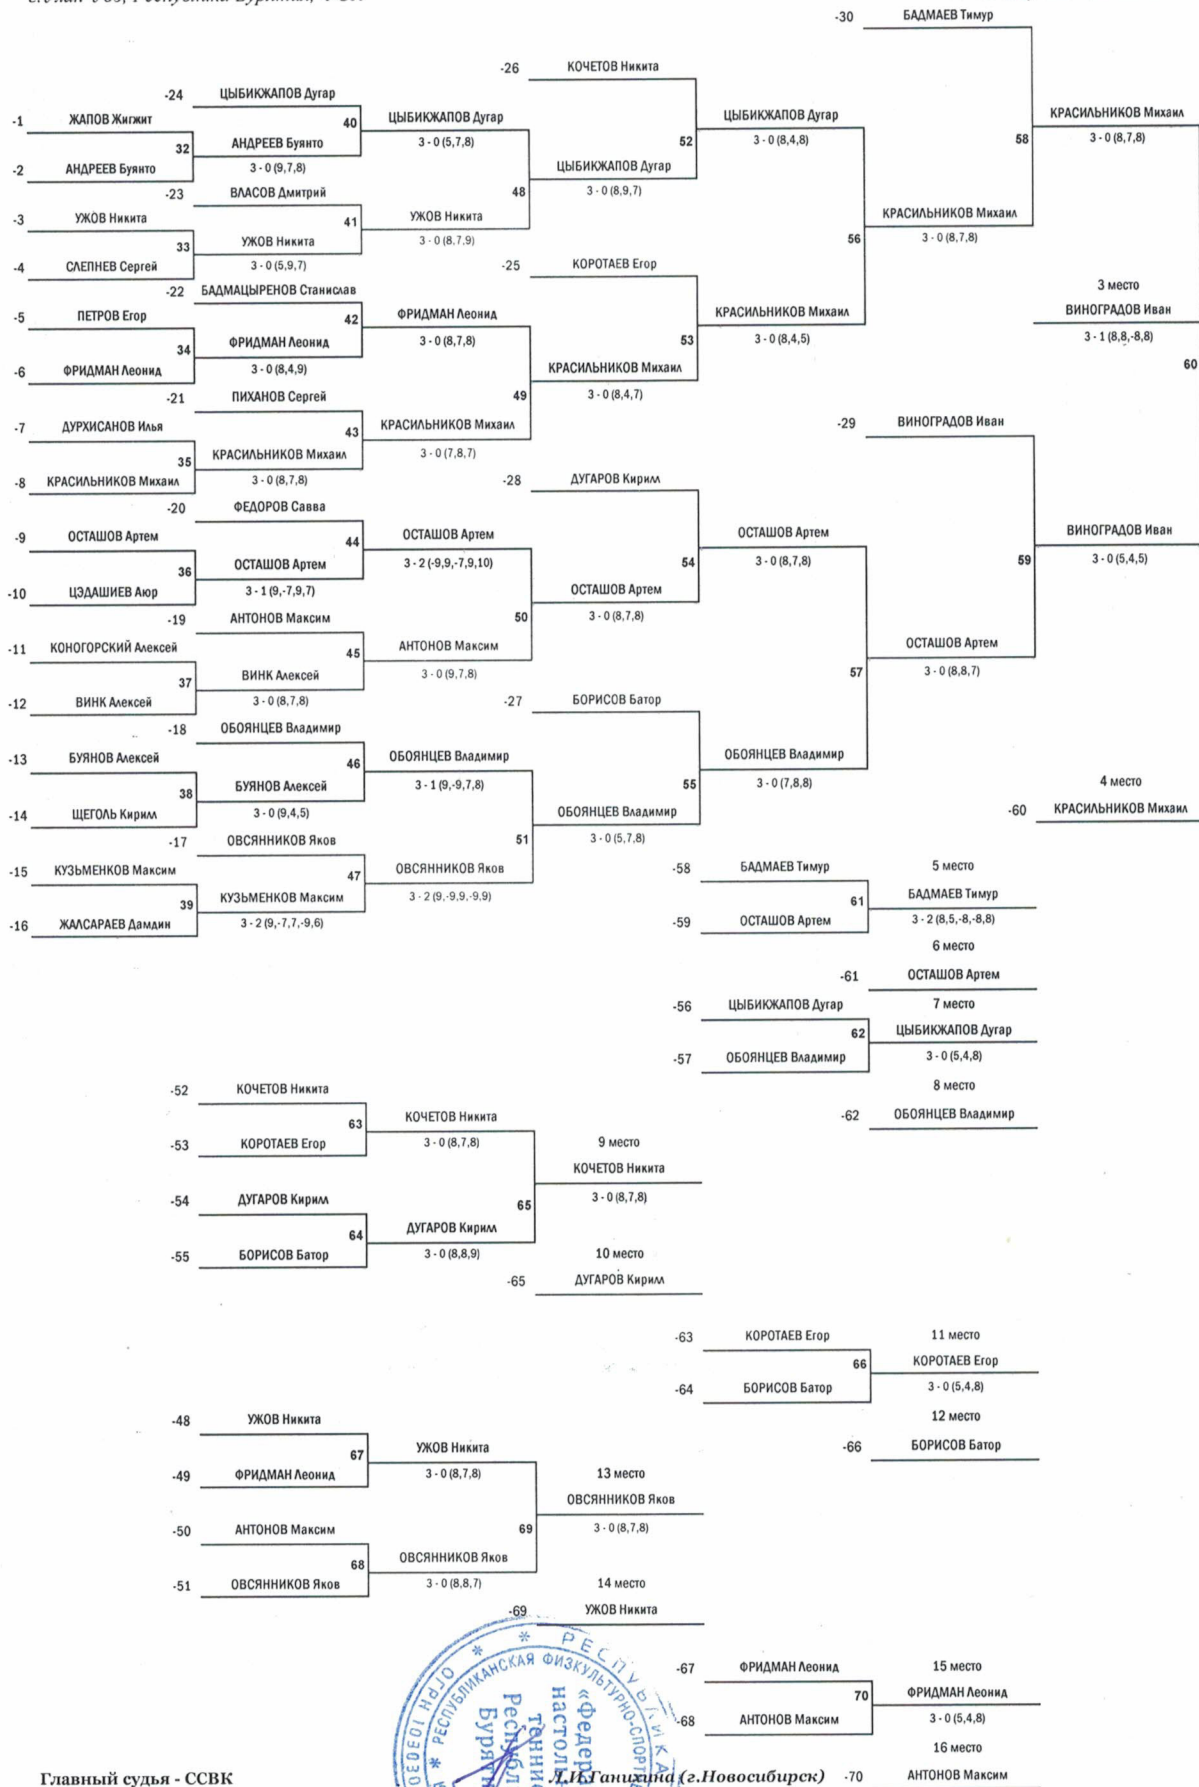 -30 БАДМАЕВ Тимур
-26 КОЧЕТОВ Никита
-24 ЦЫБИКЖАПОВ Дугар
-1 ЖАПОВ Жигжит
40 ЦЫБИКЖАПОВ Дугар
ЦЫБИКЖАПОВ Дугар
КРАСИЛЬНИКОВ Михаил
32 АНДРЕЕВ Буянто
3 - 0 (5,7,8)
52
3 - 0 (8,4,8)
58
3 - 0 (8,7,8)
-2 АНДРЕЕВ Буянто
3 - 0 (9,7,8)
ЦЫБИКЖАПОВ Дугар
-23 ВЛАСОВ Дмитрий
48
3 - 0 (8,9,7)
-3 УЖОВ Никита
41 УЖОВ Никита
КРАСИЛЬНИКОВ Михаил
33 УЖОВ Никита
3 - 0 (8,7,9)
56
3 - 0 (8,7,8)
-4 СЛЕПНЕВ Сергей
3 - 0 (5,9,7)
-25 КОРОТАЕВ Егор
-22 БАДМАЦЫРЕНОВ Станислав
3 место
-5 ПЕТРОВ Егор
42 ФРИДМАН Леонид
КРАСИЛЬНИКОВ Михаил
ВИНОГРАДОВ Иван
34 ФРИДМАН Леонид
3 - 0 (8,7,8)
53
3 - 0 (8,4,5)
3 - 1 (8,8,-8,8)
-6 ФРИДМАН Леонид
3 - 0 (8,4,9)
КРАСИЛЬНИКОВ Михаил
60
-21 ПИХАНОВ Сергей
49
3 - 0 (8,4,7)
-7 ДУРХИСАНОВ Илья
43 КРАСИЛЬНИКОВ Михаил
-29 ВИНОГРАДОВ Иван
35 КРАСИЛЬНИКОВ Михаил
3 - 0 (7,8,7)
-8 КРАСИЛЬНИКОВ Михаил
3 - 0 (8,7,8)
-28 ДУГАРОВ Кирилл
-20 ФЕДОРОВ Савва
-9 ОСТАШОВ Артем
44 ОСТАШОВ Артем
ОСТАШОВ Артем
ВИНОГРАДОВ Иван
36 ОСТАШОВ Артем
3 - 2 (-9,9,-7,9,10)
54
3 - 0 (8,7,8)
59
3 - 0 (5,4,5)
-10 ЦЭДАШИЕВ Аюр
3 - 1 (9,-7,9,7)
ОСТАШОВ Артем
-19 АНТОНОВ Максим
50
3 - 0 (8,7,8)
-11 КОНОГОРСКИЙ Алексей
45 АНТОНОВ Максим
ОСТАШОВ Артем
37 ВИНК Алексей
3 - 0 (9,7,8)
57
3 - 0 (8,8,7)
-12 ВИНК Алексей
3 - 0 (8,7,8)
-27 БОРИСОВ Батор
-18 ОБОЯНЦЕВ Владимир
-13 БУЯНОВ Алексей
46 ОБОЯНЦЕВ Владимир
ОБОЯНЦЕВ Владимир
38 БУЯНОВ Алексей
3 - 1 (9,-9,7,8)
55
3 - 0 (7,8,8)
4 место
-14 ЩЕГОЛЬ Кирилл
3 - 0 (9,4,5)
ОБОЯНЦЕВ Владимир
-60 КРАСИЛЬНИКОВ Михаил
-17 ОВСЯННИКОВ Яков
51
3 - 0 (5,7,8)
-15 КУЗЬМЕНКОВ Максим
47 ОВСЯННИКОВ Яков
-58 БАДМАЕВ Тимур
5 место
39 КУЗЬМЕНКОВ Максим
3 - 2 (9,-9,9,-9,9)
61 БАДМАЕВ Тимур
-16 ЖАЛСАРАЕВ Дамдин
3 - 2 (9,-7,7,-9,6)
-59 ОСТАШОВ Артем
3 - 2 (8,5,-8,-8,8)
6 место
-61 ОСТАШОВ Артем
-56 ЦЫБИКЖАПОВ Дугар
7 место
62 ЦЫБИКЖАПОВ Дугар
-57 ОБОЯНЦЕВ Владимир
3 - 0 (5,4,8)
8 место
-62 ОБОЯНЦЕВ Владимир
-52 КОЧЕТОВ Никита
63 КОЧЕТОВ Никита
-53 КОРОТАЕВ Егор
3 - 0 (8,7,8)
9 место
КОЧЕТОВ Никита
-54 ДУГАРОВ Кирилл
65
3 - 0 (8,7,8)
64 ДУГАРОВ Кирилл
-55 БОРИСОВ Батор
3 - 0 (8,8,9)
10 место
-65 ДУГАРОВ Кирилл
-63 КОРОТАЕВ Егор
11 место
66 КОРОТАЕВ Егор
-64 БОРИСОВ Батор
3 - 0 (5,4,8)
12 место
-66 БОРИСОВ Батор
-48 УЖОВ Никита
67 УЖОВ Никита
-49 ФРИДМАН Леонид
3 - 0 (8,7,8)
13 место
ОВСЯННИКОВ Яков
-50 АНТОНОВ Максим
69
3 - 0 (8,7,8)
68 ОВСЯННИКОВ Яков
-51 ОВСЯННИКОВ Яков
3 - 0 (8,8,7)
14 место
-69 УЖОВ Никита
-67 ФРИДМАН Леонид
15 место
70 ФРИДМАН Леонид
-68 АНТОНОВ Максим
3 - 0 (5,4,8)
16 место
-70 АНТОНОВ Максим
Главный судья - ССВК
Л.И.Ганихина (г.Новосибирск)